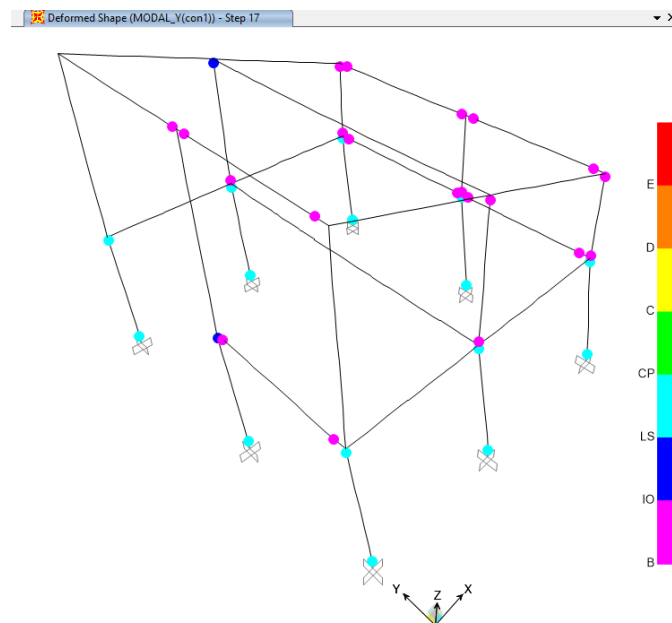 Deformed Shape (MODAL_Y(con1)) - Step 17
E
D
C
CP
LS
IO
B
Y
Z
X